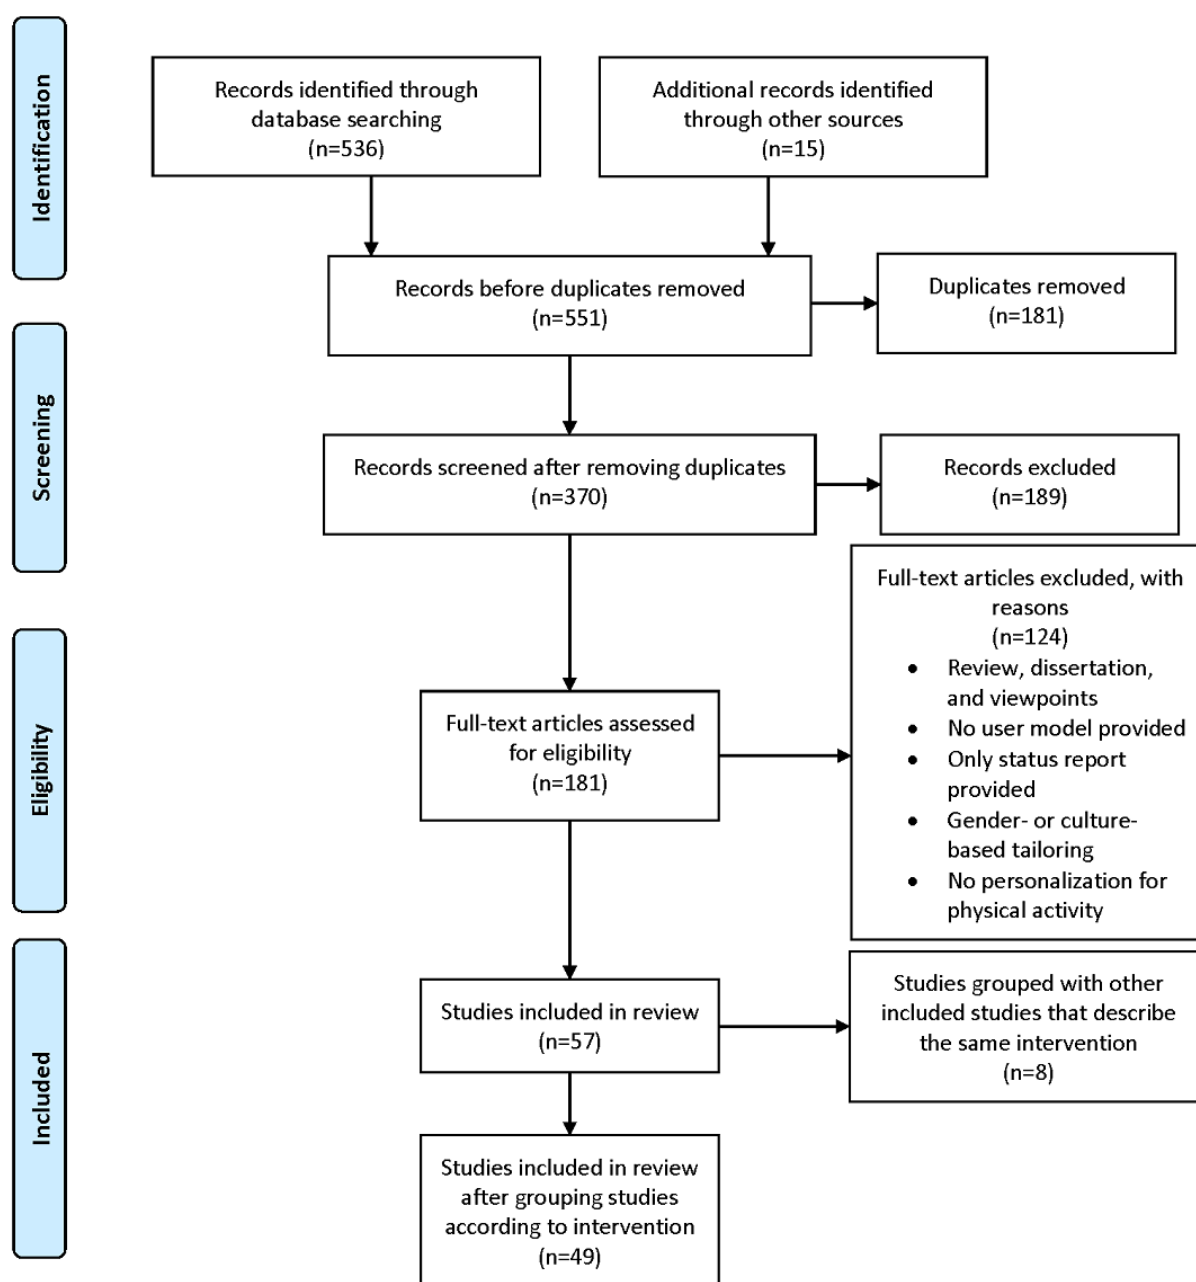 Identification
Records identified through
database searching
(n=536)
Additional records identified
through other sources
(n=15)
Records before duplicates removed
(n=551)
Duplicates removed
(n=181)
Screening
Records screened after removing duplicates
(n=370)
Records excluded
(n=189)
Eligibility
Full-text articles assessed
for eligibility
(n=181)
Full-text articles excluded, with
reasons
(n=124)
• Review, dissertation,
and viewpoints
• No user model provided
• Only status report
provided
• Gender- or culture-
based tailoring
• No personalization for
physical activity
Included
Studies included in review
(n=57)
Studies grouped with other
included studies that describe
the same intervention
(n=8)
Studies included in review
after grouping studies
according to intervention
(n=49)